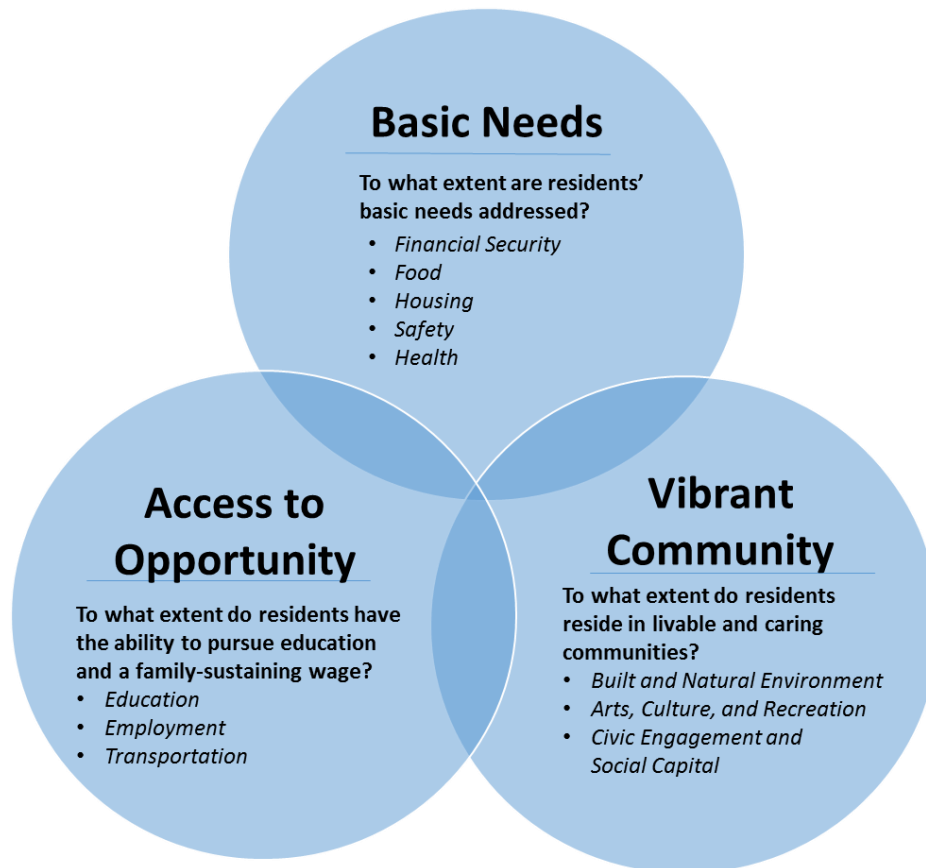 Basic Needs
To what extent are residents’
basic needs addressed?
• Financial Security
• Food
• Housing
• Safety
• Health
Access to
Opportunity
To what extent do residents have
the ability to pursue education
and a family-sustaining wage?
• Education
• Employment
• Transportation
Vibrant
Community
To what extent do residents
reside in livable and caring
communities?
• Built and Natural Environment
• Arts, Culture, and Recreation
• Civic Engagement and
Social Capital